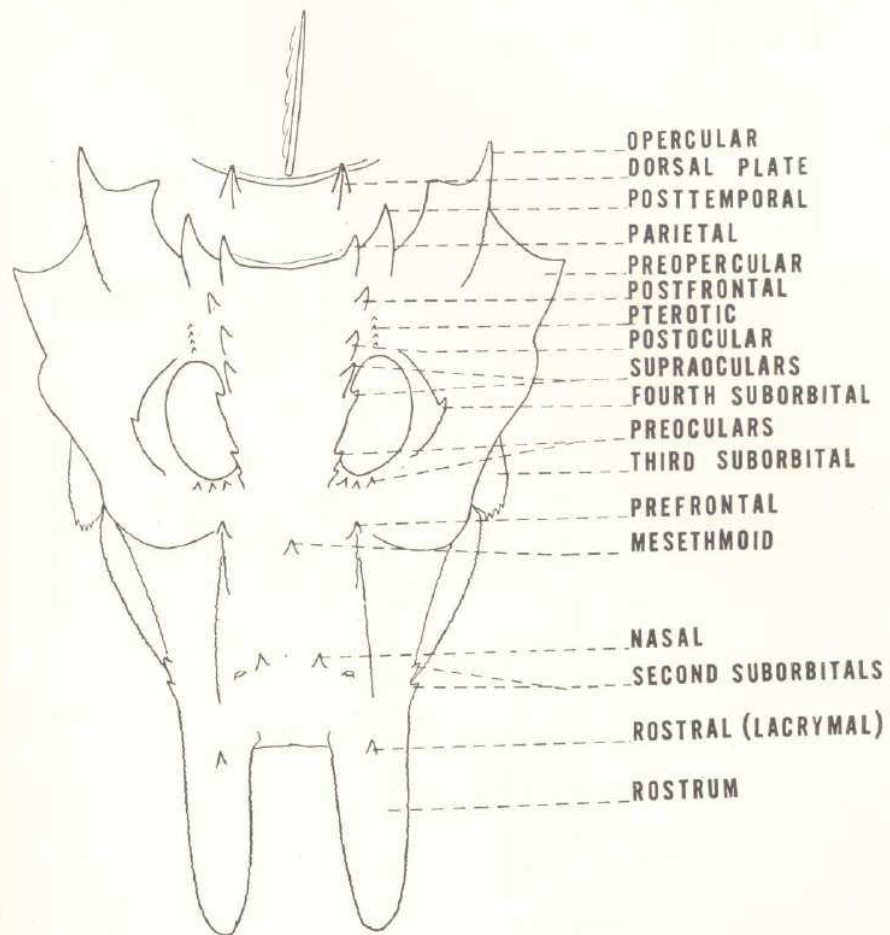 OPERCULAR
DORSAL PLATE
POSTTEMPORAL
PARIETAL
PREOPERCULAR
POSTFRONTAL
PTEROTIC
POSTOCULAR
SUPRAOCULARS
FOURTH SUBORBITAL
PREOCULARS
THIRD SUBORBITAL
PREFRONTAL
MESETHMOID
NASAL
SECOND SUBORBITALS
ROSTRAL (LACRYMAL)
ROSTRUM